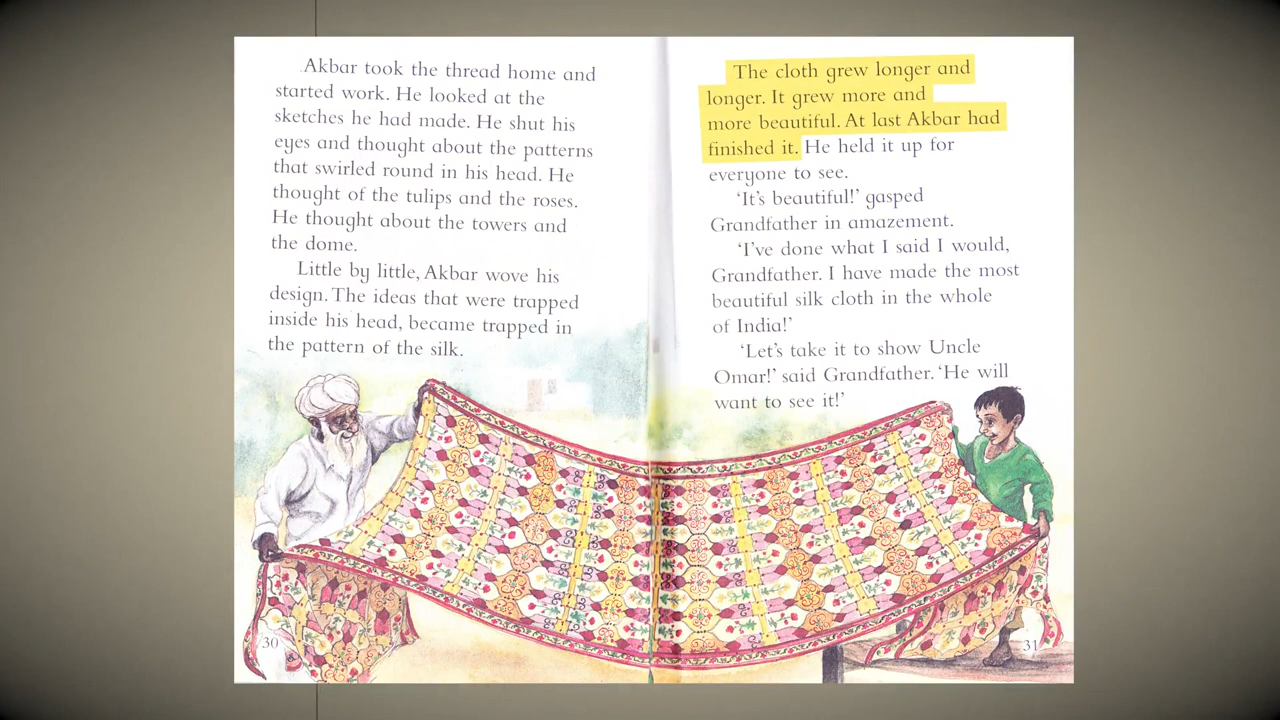 Akbar took the thread home and
started work. He looked at the
sketches he had made. He shut his
eyes and thought about the patterns
that swirled round in his head. He
thought of the tulips and the roses.
He thought about the towers and
the dome.
Little by little, Akbar wove his
design. The ideas that were trapped
inside his head, became trapped in
the pattern of the silk.
30
The cloth grew longer and
longer. It grew more and
more beautiful. At last Akbar had
finished it. He held it up for
everyone to see.
‘It’s beautiful!’ gasped
Grandfather in amazement.
‘I’ve done what I said I would,
Grandfather. I have made the most
beautiful silk cloth in the whole
of India!’
‘Let’s take it to show Uncle
Omar!’ said Grandfather. ‘He will
want to see it!’
31